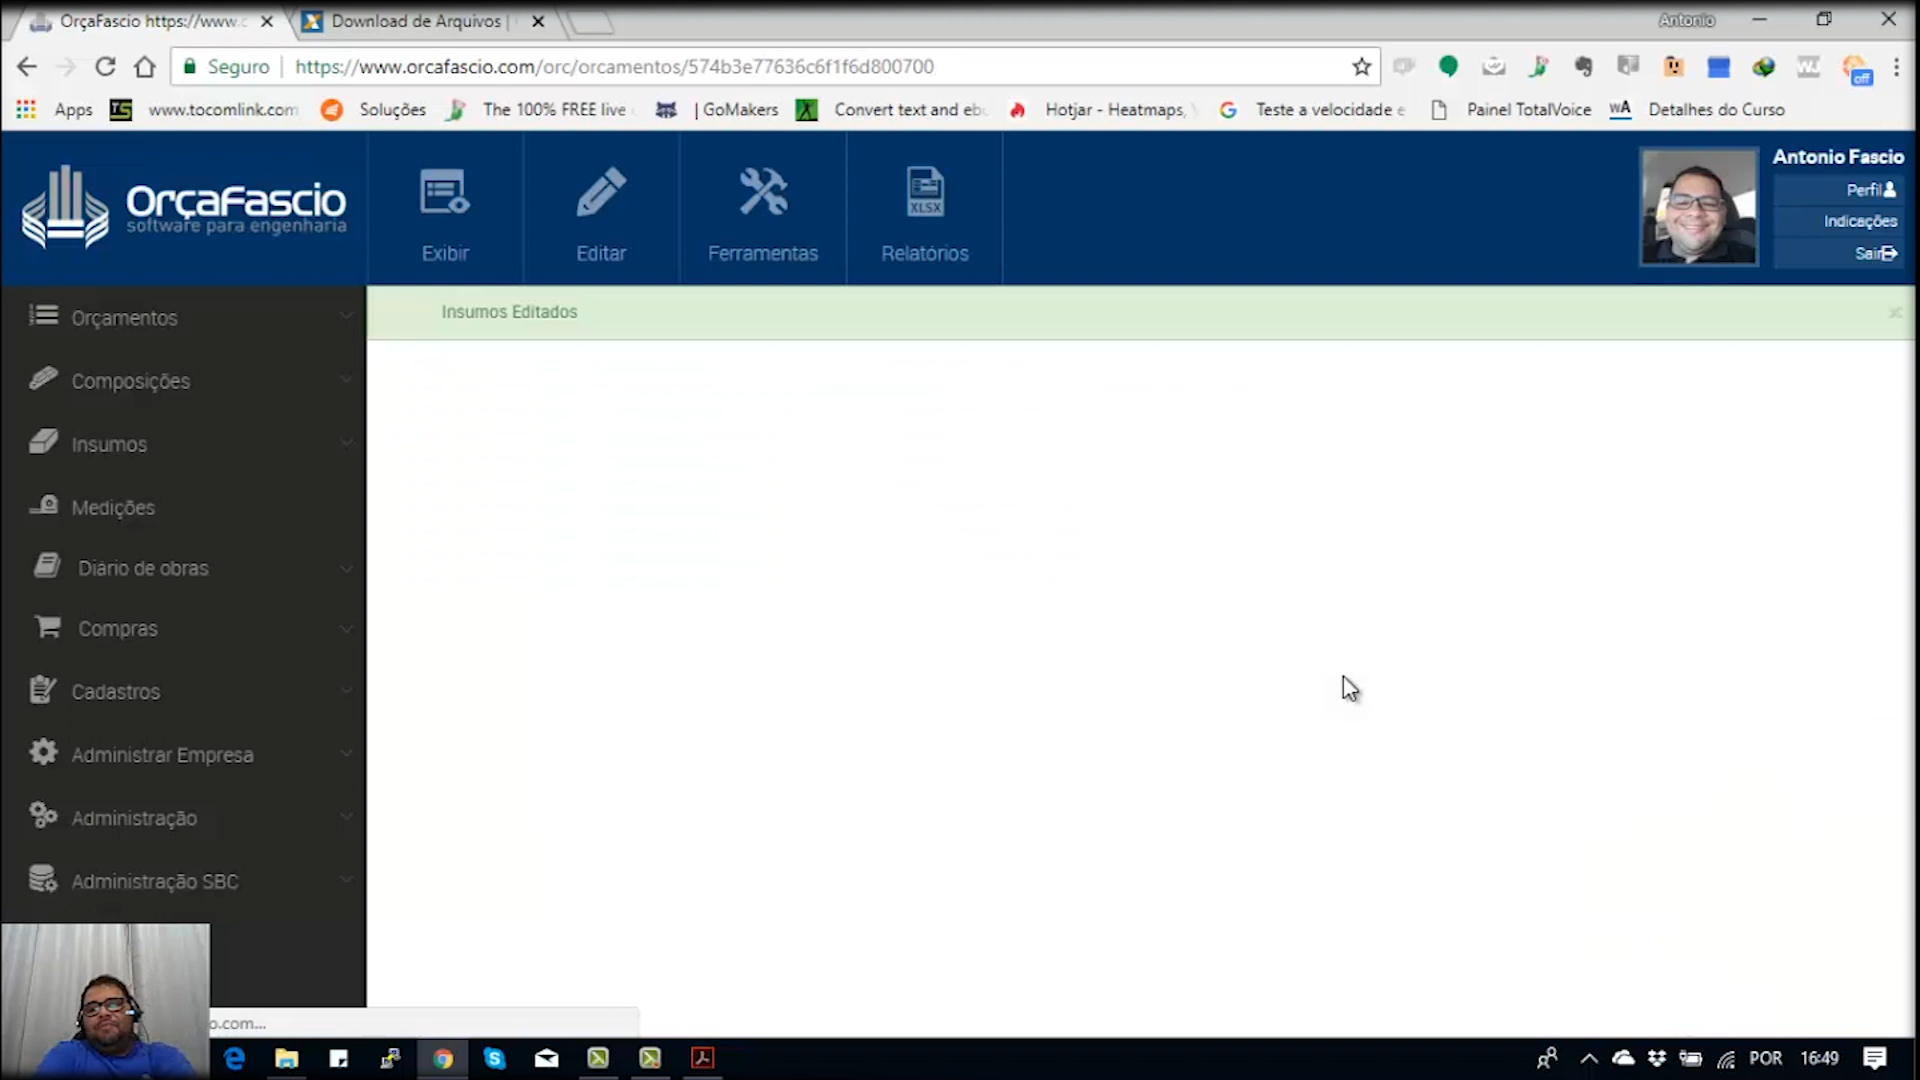 OrçaFascio https://www.c
Download de Arquivos |
Antonio
Seguro
https://www.orcafascio.com/orc/orcamentos/574b3e77636c6f1f6d800700
off
Apps
TS
www.tocomlink.com
Soluções
The 100% FREE live
| GoMakers
Convert text and eb
Hotjar - Heatmaps,
Teste a velocidade e
Painel TotalVoice
wA
Detalhes do Curso
OrçaFascio
software para engenharia
Exibir
Editar
Ferramentas
XLSX
Relatórios
Antonio Fascio
Perfil
Indicações
Sair
Insumos Editados
Orçamentos
Composições
Insumos
Medições
Diário de obras
Compras
Cadastros
Administrar Empresa
Administração
Administração SBC
o.com...
POR
16:49